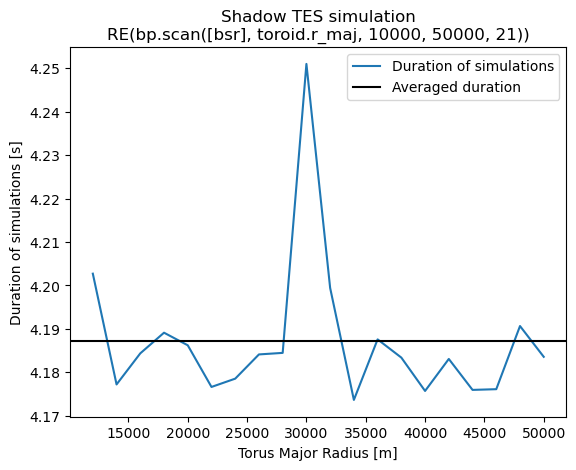 Shadow TES simulation
RE(bp.scan([bsr], toroid.r_maj, 10000, 50000, 21))
Duration of simulations
Averaged duration
4.25
4.24
4.23
4.22
4.21
4.20
4.19
4.18
4.17
Duration of simulations [s]
15000 20000 25000 30000 35000 40000 45000 50000
Torus Major Radius [m]